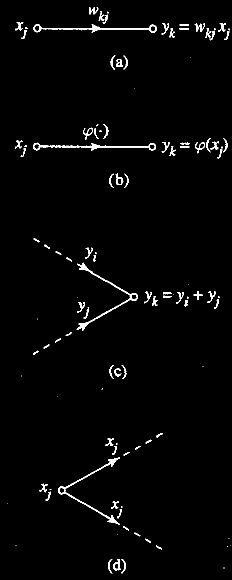 w_kj
x_j y_k = w_kj x_j
(a)
φ(·)
x_j y_k = φ(x_j)
(b)
y_i
y_k = y_i + y_j
y_j
(c)
x_j
x_j
x_j
(d)